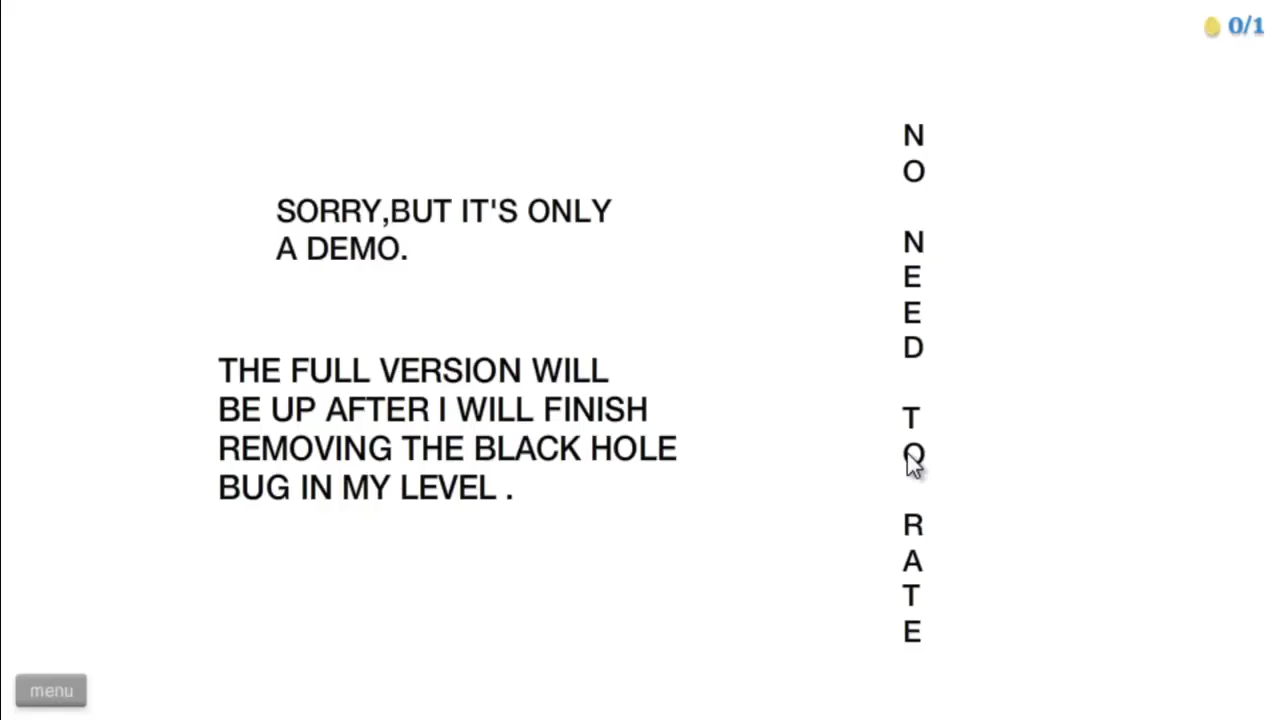 0/1
SORRY,BUT IT'S ONLY
A DEMO.
THE FULL VERSION WILL
BE UP AFTER I WILL FINISH
REMOVING THE BLACK HOLE
BUG IN MY LEVEL .
N
O
N
E
E
D
T
O
R
A
T
E
menu